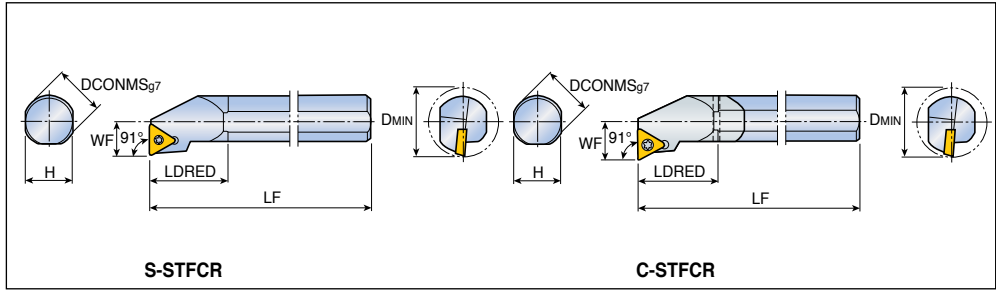 DCONMSg7
H
WF
91°
LDRED
LF
DMIN
S-STFCR
DCONMSg7
H
WF
91°
LDRED
LF
DMIN
C-STFCR